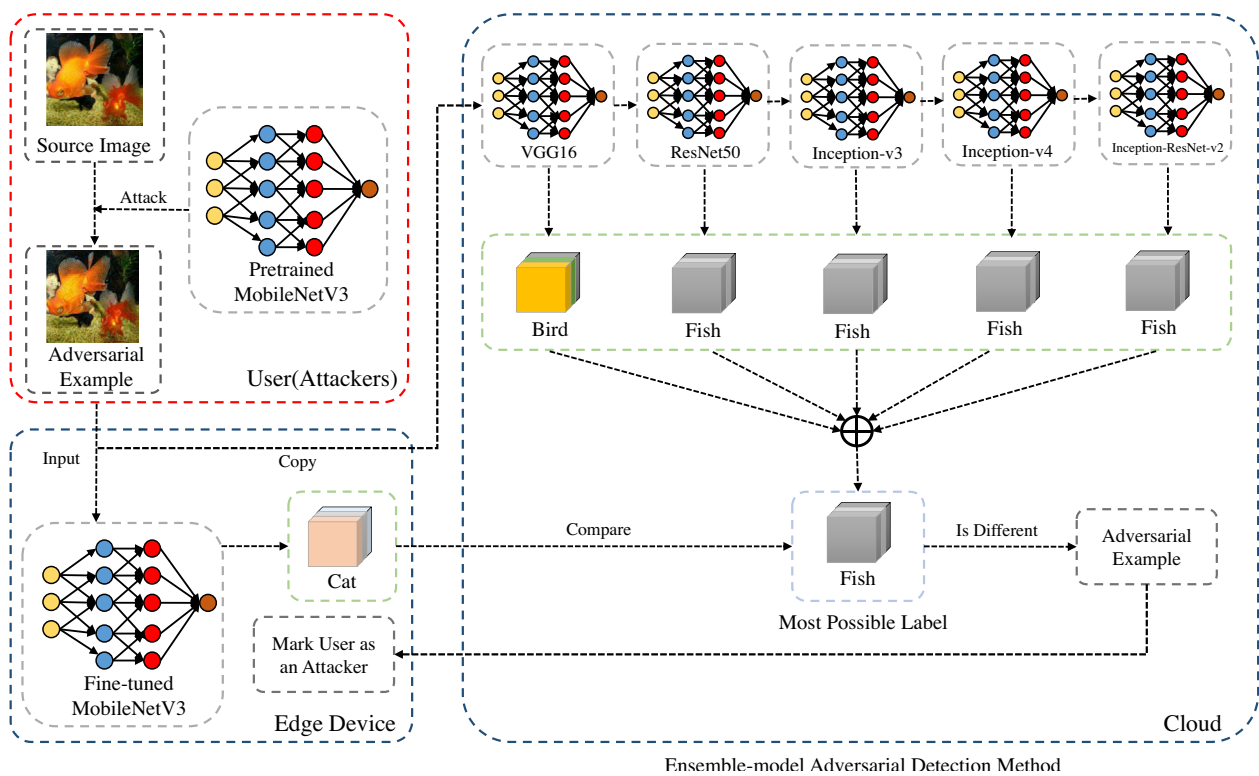 Source Image
Attack
Pretrained
MobileNetV3
Adversarial
Example
User(Attackers)
VGG16
ResNet50
Inception-v3
Inception-v4
Inception-ResNet-v2
Bird
Fish
Fish
Fish
Fish
Input
Copy
Cat
Compare
Fish
Is Different
Adversarial
Example
Most Possible Label
Mark User as
an Attacker
Fine-tuned
MobileNetV3
Edge Device
Cloud
Ensemble-model Adversarial Detection Method